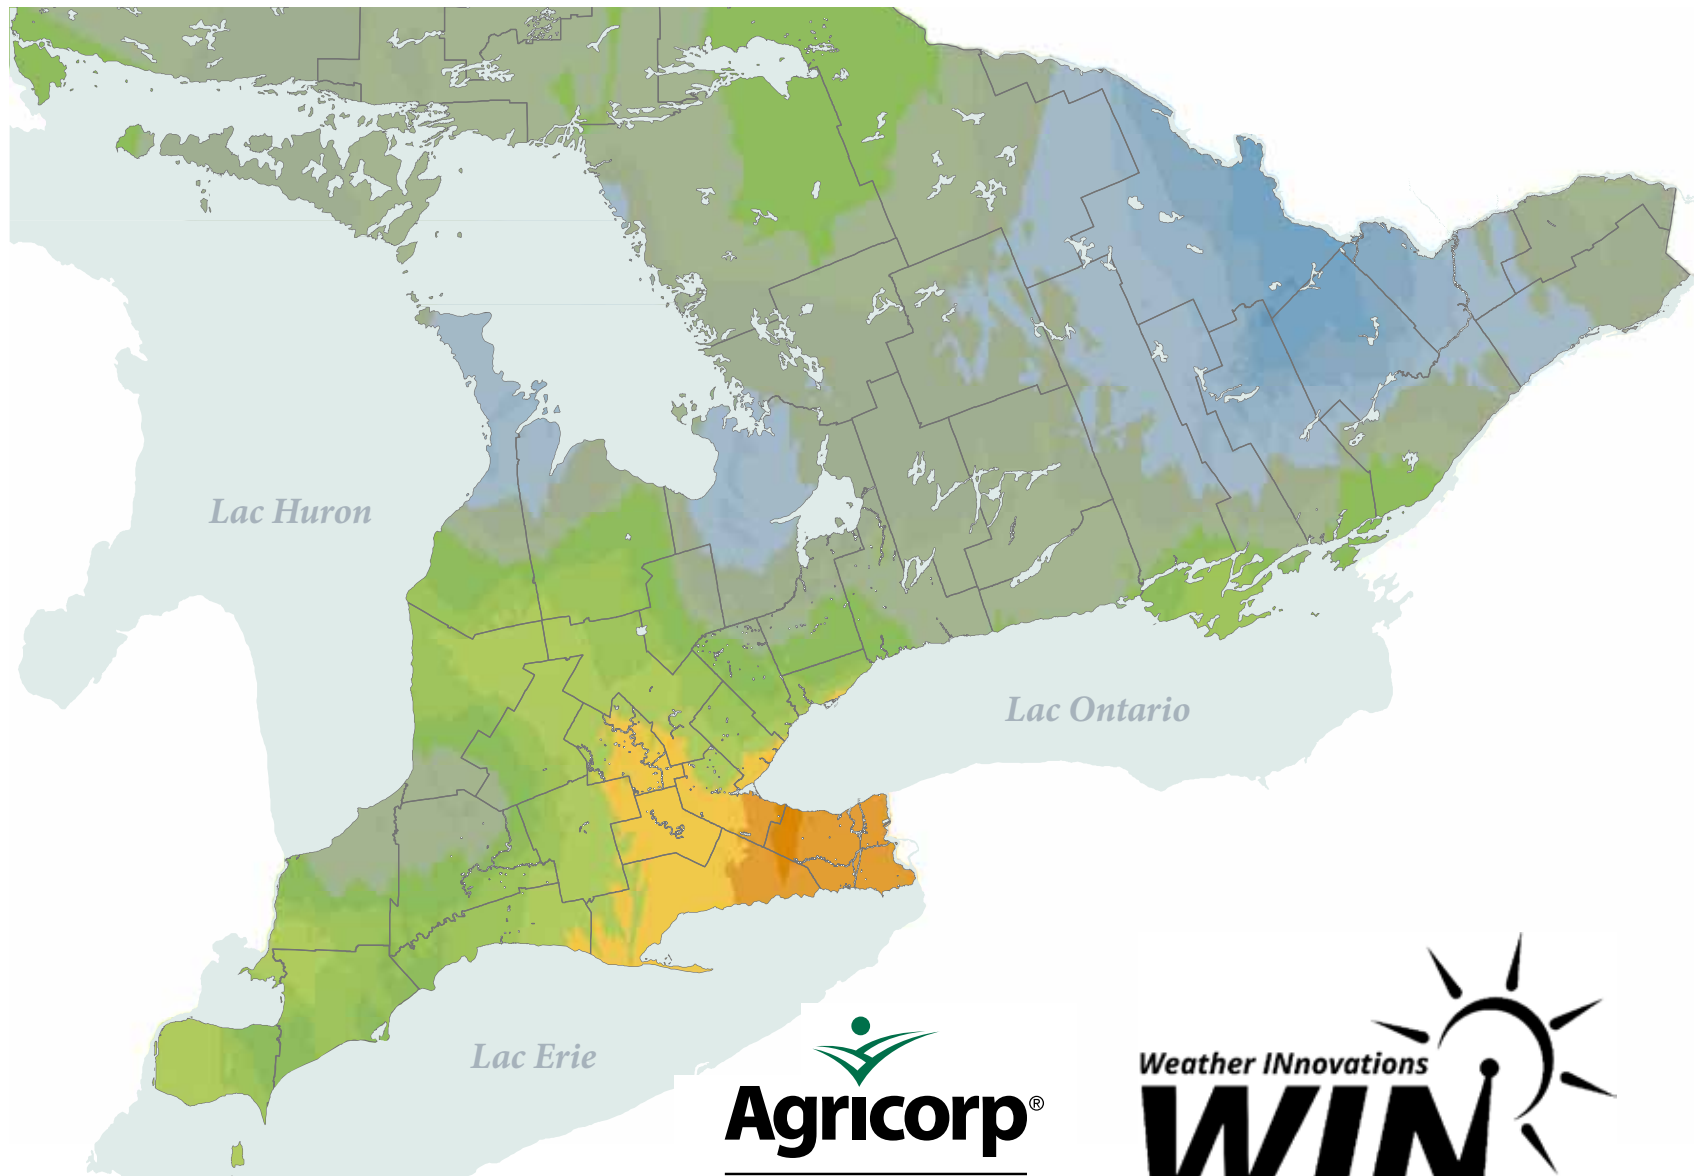 Lac Huron
Lac Ontario
Lac Erie
Agricorp®
Weather INnovations
WIN